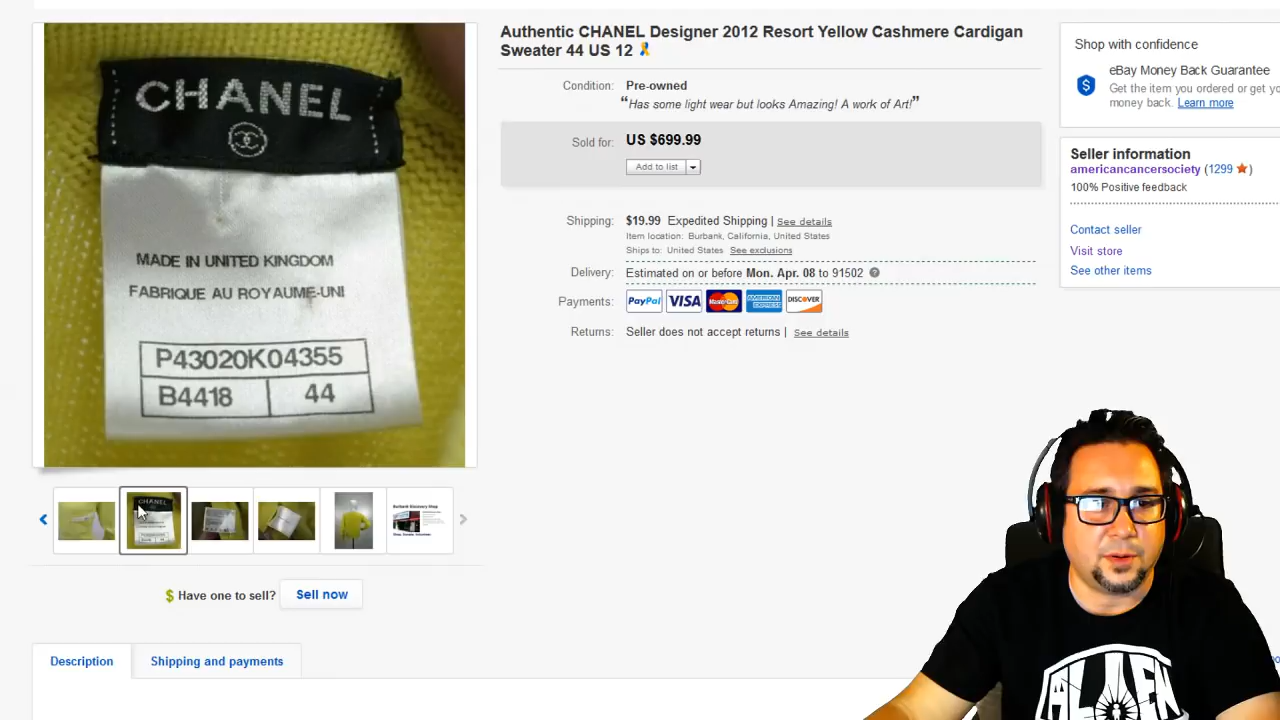 Authentic CHANEL Designer 2012 Resort Yellow Cashmere Cardigan
Sweater 44 US 12
Condition: Pre-owned
“Has some light wear but looks Amazing! A work of Art!”
Sold for: US $699.99
Add to list
Shipping: $19.99 Expedited Shipping | See details
Item location: Burbank, California, United States
Ships to: United States See exclusions
Delivery: Estimated on or before Mon. Apr. 08 to 91502
Payments: PayPal VISA MasterCard AMERICAN EXPRESS DISCOVER
Returns: Seller does not accept returns | See details
Shop with confidence
eBay Money Back Guarantee
Get the item you ordered or get yo
money back. Learn more
Seller information
americancancersociety (1299 )
100% Positive feedback
Contact seller
Visit store
See other items
CHANEL
MADE IN UNITED KINGDOM
FABRIQUE AU ROYAUME-UNI
P43020K04355
B4418 44
CHANEL
Burbank Discovery Shop
$ Have one to sell? Sell now
Description
Shipping and payments
ALIEN